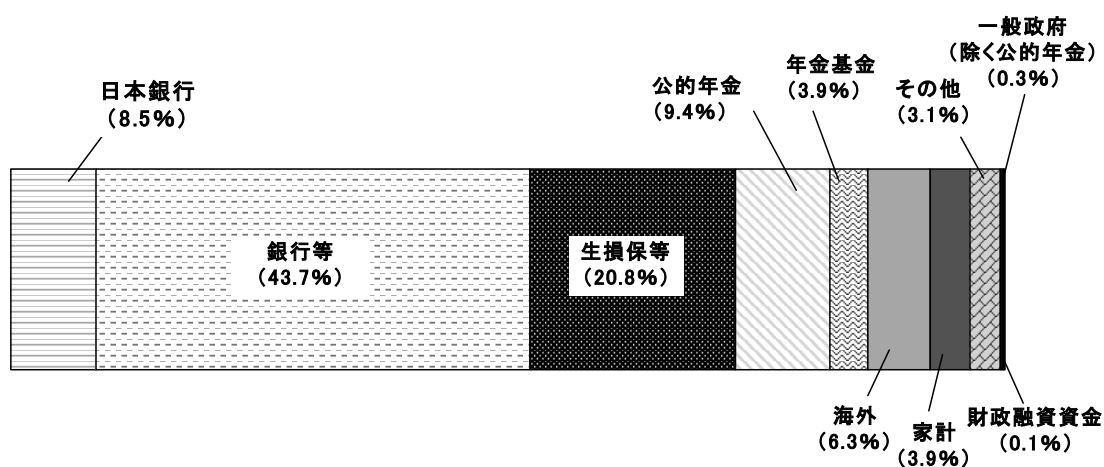 日本銀行
（8.5％）
銀行等
（43.7％）
生損保等
（20.8％）
公的年金
（9.4％）
年金基金
（3.9％）
海外
（6.3％）
家計
（3.9％）
その他
（3.1％）
一般政府
（除く公的年金）
（0.3％）
財政融資資金
（0.1％）